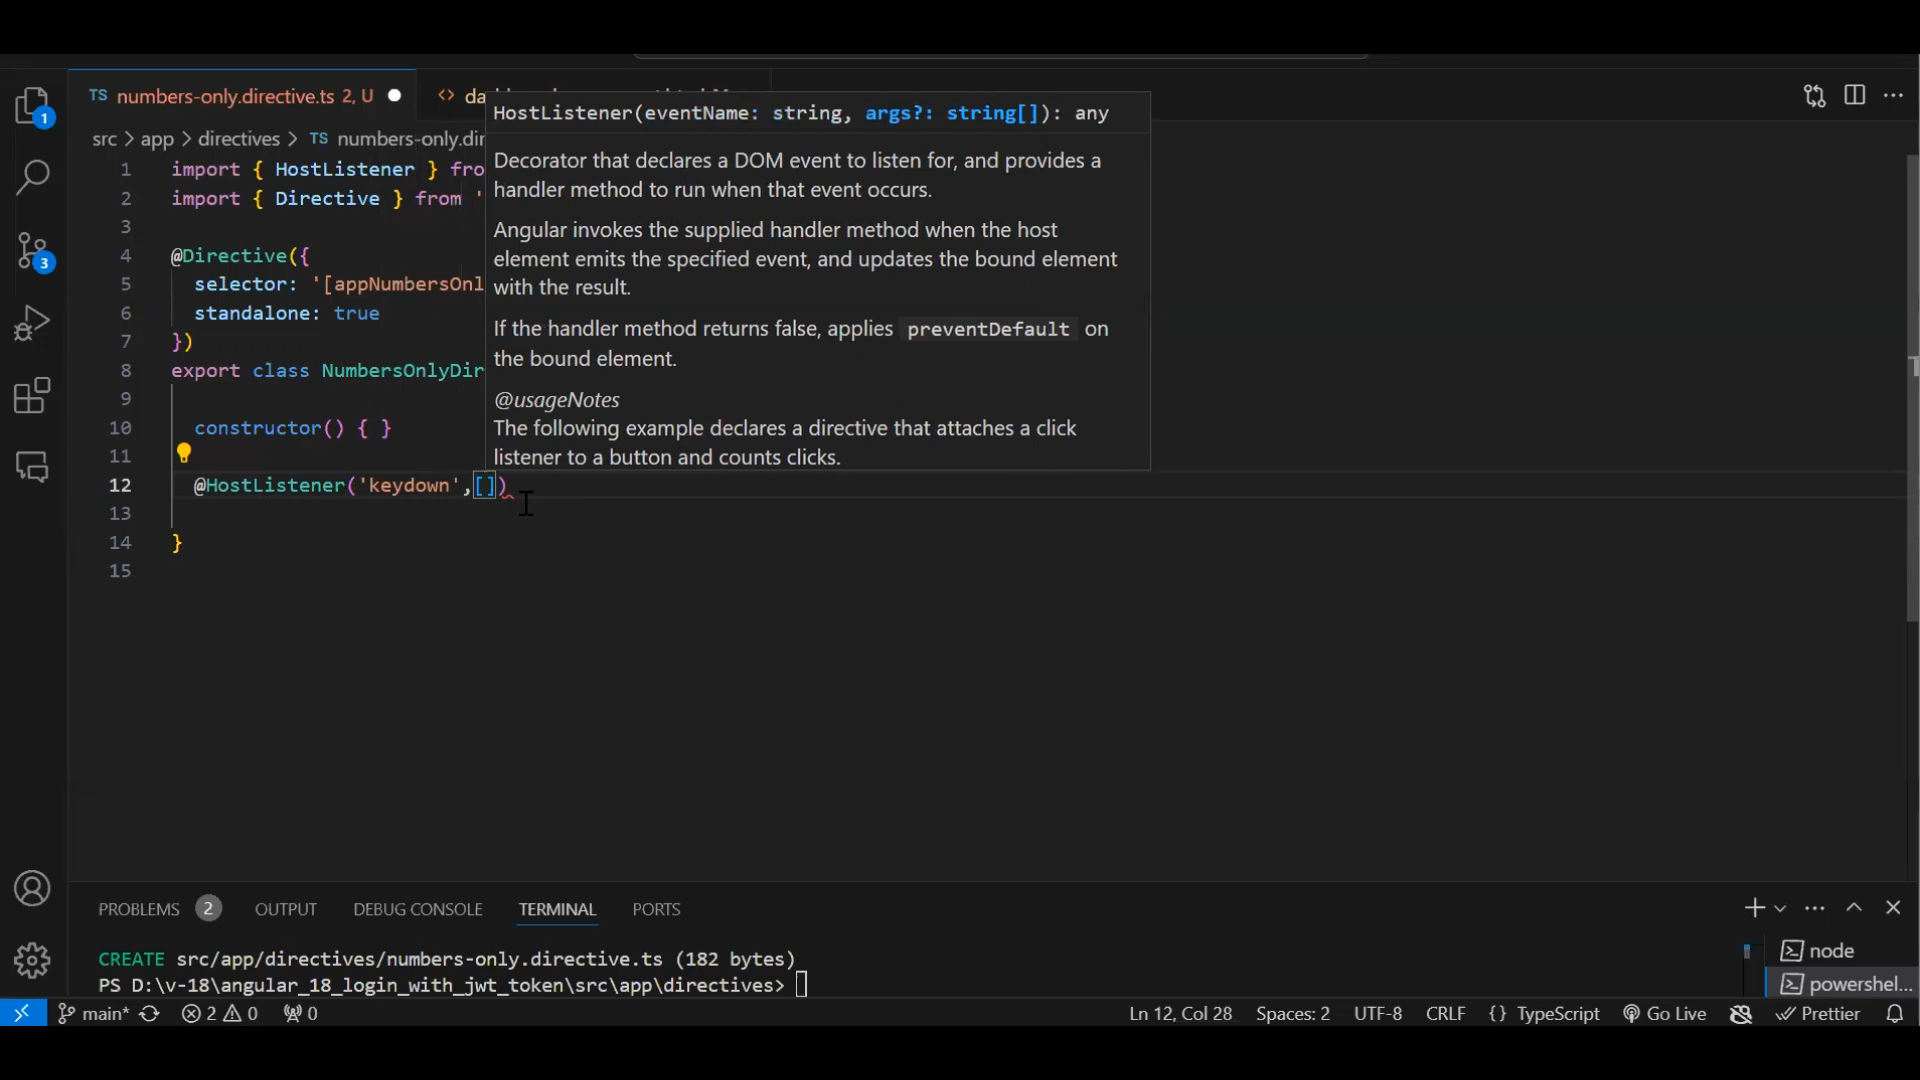 TS numbers-only.directive.ts 2, U
HostListener(eventName: string, args?: string[]): any
src > app > directives > TS
Decorator that declares a DOM event to listen for, and provides a
handler method to run when that event occurs.
Angular invokes the supplied handler method when the host
element emits the specified event, and updates the bound element
with the result.
If the handler method returns false, applies preventDefault on
the bound element.
@usageNotes
The following example declares a directive that attaches a click
listener to a button and counts clicks.
1 import { HostListener } fro
2 import { Directive } from '
3
4 @Directive({
5 selector: '[appNumbersOnl
6 standalone: true
7 })
8 export class NumbersOnlyDir
9
10 constructor() { }
11
12 @HostListener('keydown',[])
13
14 }
15
1
3
PROBLEMS 2 OUTPUT DEBUG CONSOLE TERMINAL PORTS
CREATE src/app/directives/numbers-only.directive.ts (182 bytes)
PS D:\v-18\angular_18_login_with_jwt_token\src\app\directives>
node
powershel...
main* 2 0 0 Ln 12, Col 28 Spaces: 2 UTF-8 CRLF {} TypeScript Go Live Prettier